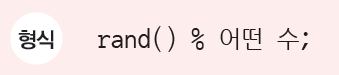 형식 rand() % 어떤 수;